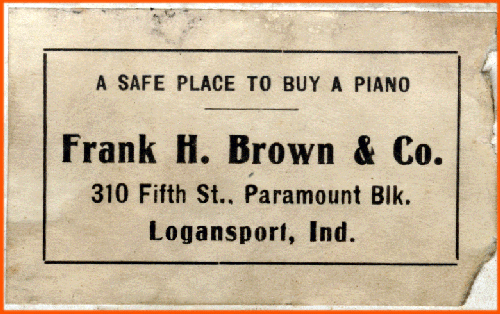 A SAFE PLACE TO BUY A PIANO
Frank H. Brown & Co.
310 Fifth St., Paramount Blk.
Logansport, Ind.